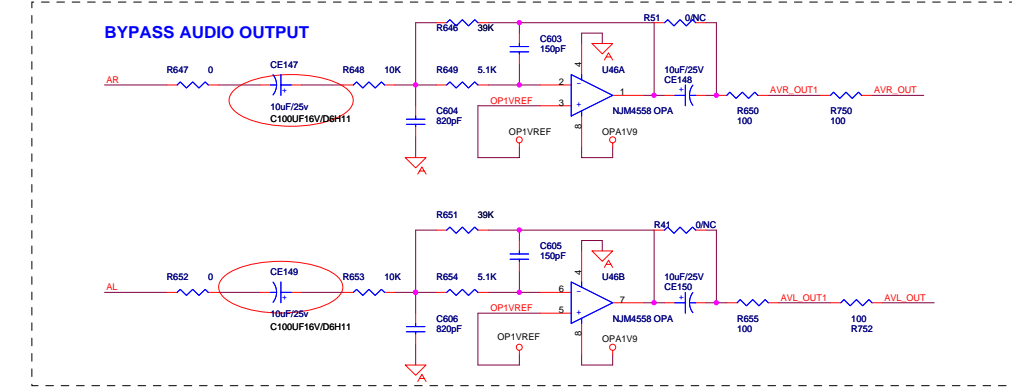 BYPASS AUDIO OUTPUT
R646 39K
R51 0/NC
C603
150pF
AR
R647 0
CE147
10uF/25v
C100UF16V/D6H11
R648 10K
R649 5.1K
C604
820pF
OP1VREF
OP1VREF
U46A
4
2
3
1
8
NJM4558 OPA
OPA1V9
A
A
10uF/25V
CE148
R650
100
AVR_OUT1
R750
100
AVR_OUT
R651 39K
R41 0/NC
C605
150pF
AL
R652 0
CE149
10uF/25v
C100UF16V/D6H11
R653 10K
R654 5.1K
C606
820pF
OP1VREF
OP1VREF
U46B
4
6
5
7
8
NJM4558 OPA
OPA1V9
A
A
10uF/25V
CE150
R655
100
AVL_OUT1
100
R752
AVL_OUT